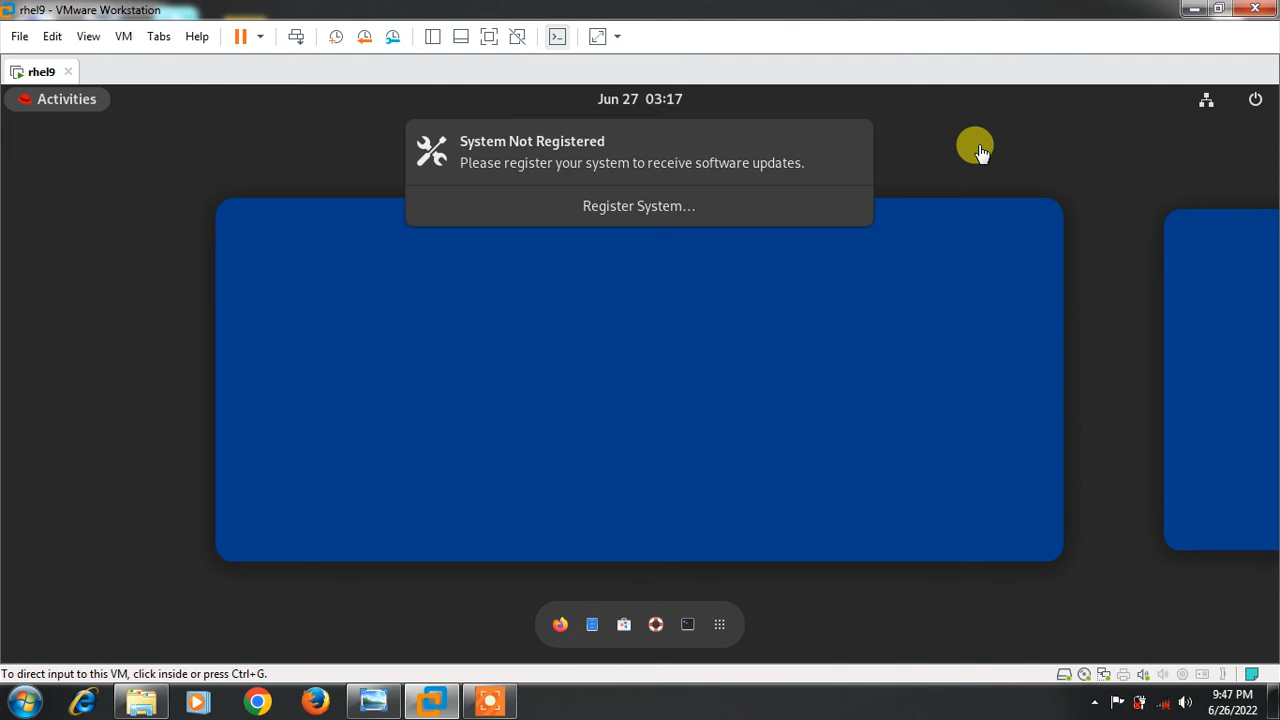 rhel9 - VMware Workstation
File Edit View VM Tabs Help
rhel9
Activities
Jun 27 03:17
System Not Registered
Please register your system to receive software updates.
Register System…
To direct input to this VM, click inside or press Ctrl+G.
9:47 PM
6/26/2022